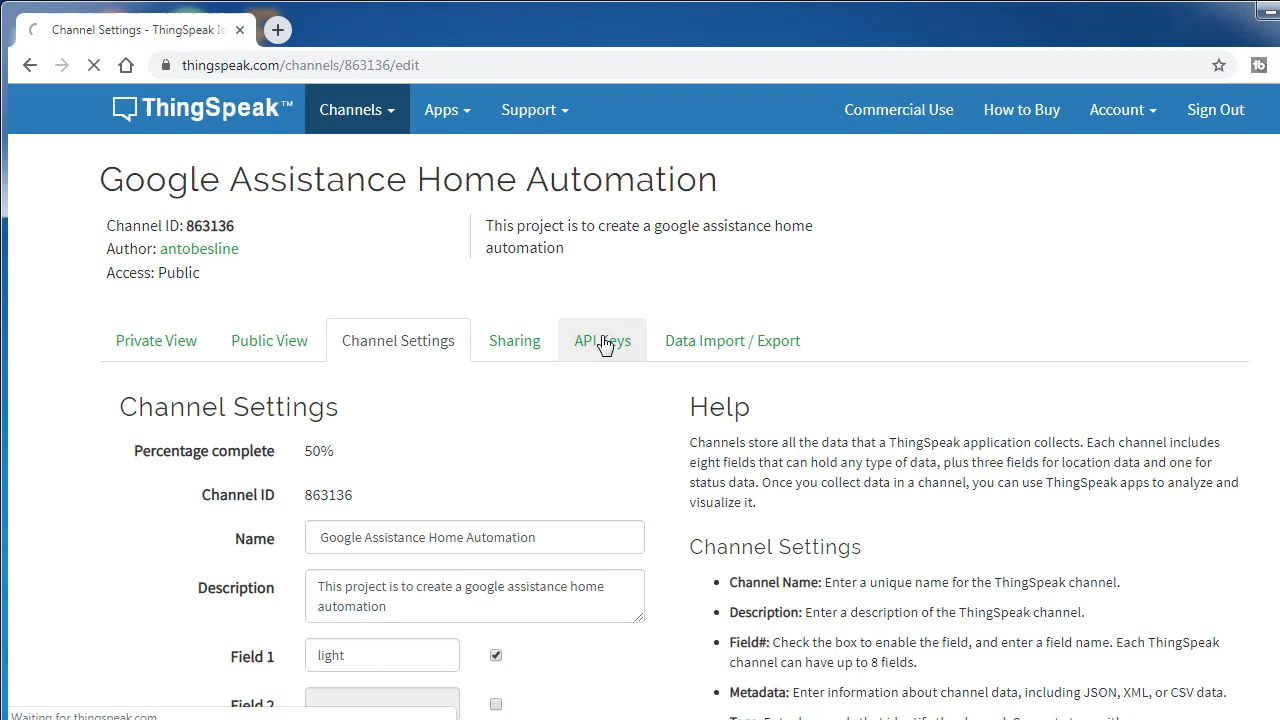 Channel Settings - ThingSpeak Io
thingspeak.com/channels/863136/edit
ThingSpeak™ Channels Apps Support Commercial Use How to Buy Account Sign Out
Google Assistance Home Automation
Channel ID: 863136
Author: antobesline
Access: Public
This project is to create a google assistance home
automation
Private View Public View Channel Settings Sharing API Keys Data Import / Export
Channel Settings
Percentage complete 50%
Channel ID 863136
Name Google Assistance Home Automation
Description This project is to create a google assistance home
automation
Field 1 light
Field 2
Help
Channels store all the data that a ThingSpeak application collects. Each channel includes
eight fields that can hold any type of data, plus three fields for location data and one for
status data. Once you collect data in a channel, you can use ThingSpeak apps to analyze and
visualize it.
Channel Settings
• Channel Name: Enter a unique name for the ThingSpeak channel.
• Description: Enter a description of the ThingSpeak channel.
• Field#: Check the box to enable the field, and enter a field name. Each ThingSpeak
channel can have up to 8 fields.
• Metadata: Enter information about channel data, including JSON, XML, or CSV data.
Waiting for thingspeak.com